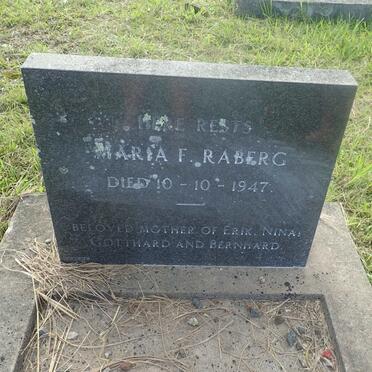 HERE RESTS
MARIA F. RABERG
DIED 10-10-1947.
BELOVED MOTHER OF ERIK, NINA,
GOTTHARD AND BERNHARD.